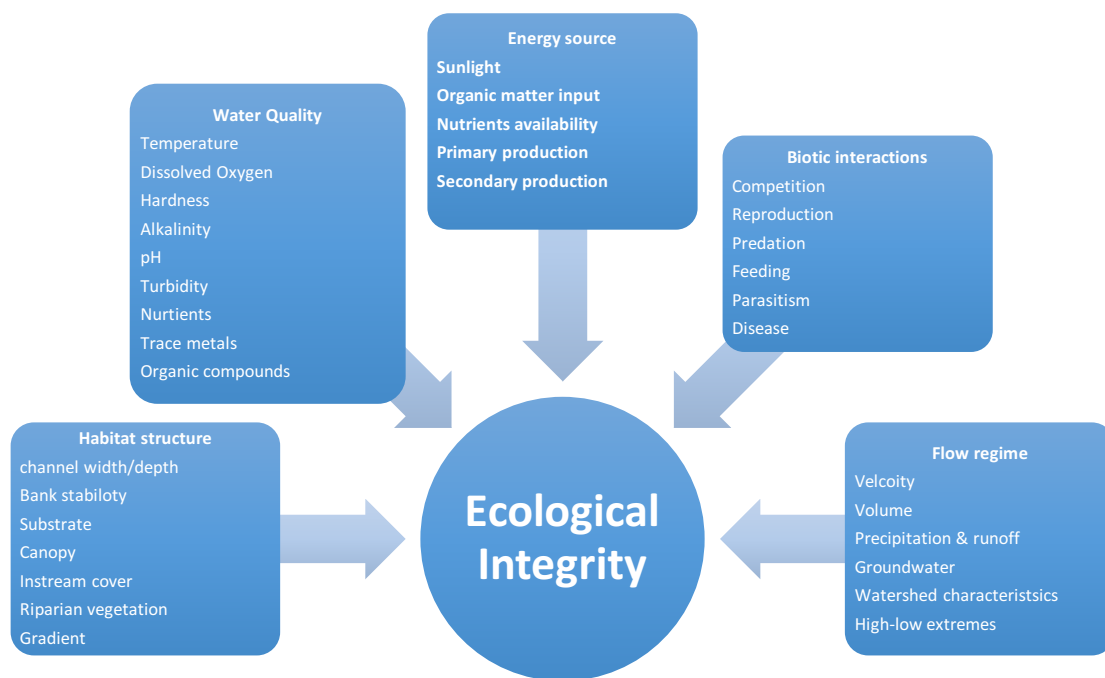 Energy source
Sunlight
Organic matter input
Nutrients availability
Primary production
Secondary production
Water Quality
Temperature
Dissolved Oxygen
Hardness
Alkalinity
pH
Turbidity
Nurtients
Trace metals
Organic compounds
Biotic interactions
Competition
Reproduction
Predation
Feeding
Parasitism
Disease
Habitat structure
channel width/depth
Bank stabiloty
Substrate
Canopy
Instream cover
Riparian vegetation
Gradient
Ecological
Integrity
Flow regime
Velcoity
Volume
Precipitation & runoff
Groundwater
Watershed characteristsics
High-low extremes